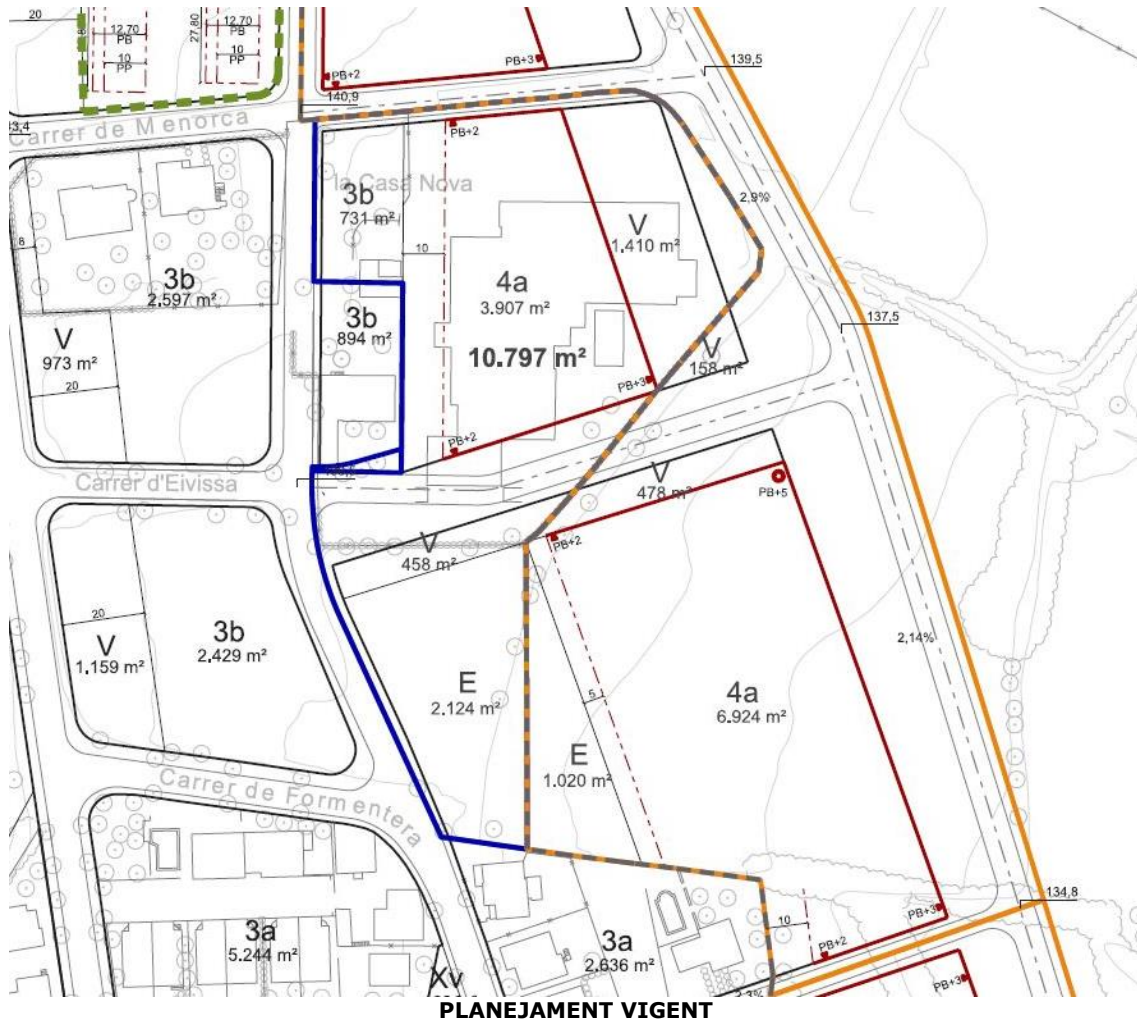 20
12,70
PB
10
PP
27,80
12,70
PB
10
PP
PB+2
PB+3
139,5
140,9
Carrer de Menorca
PB+2
la Casa Nova
3b
731 m²
10
2,9%
V
1.410 m²
8
3b
2.597 m²
4a
3.907 m²
3b
894 m²
137,5
V
973 m²
20
10.797 m²
V
158 m²
PB+3
PB+2
Carrer d'Eivissa
V
478 m²
PB+5
V
458 m²
PB+2
20
V
1.159 m²
3b
2.429 m²
2,14%
E
2.124 m²
5
4a
6.924 m²
E
1.020 m²
Carrer de Formentera
134,8
10
PB+3
PB+2
3a
5.244 m²
3a
2.636 m²
Xv
PB+3
PLANEJAMENT VIGENT